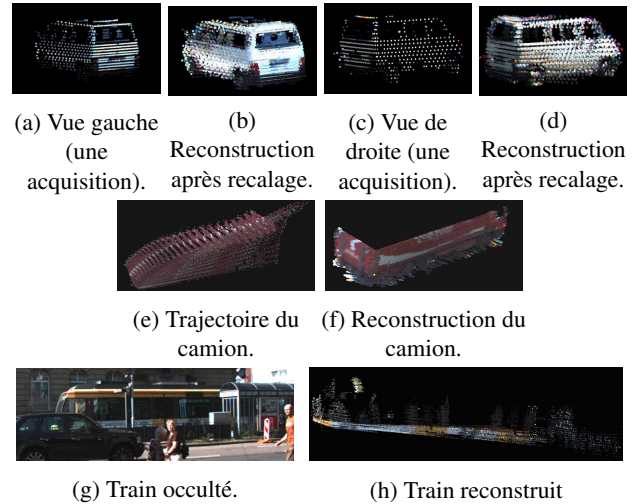 (a) Vue gauche (une acquisition).
(b) Reconstruction après recalage.
(c) Vue de droite (une acquisition).
(d) Reconstruction après recalage.
(e) Trajectoire du camion.
(f) Reconstruction du camion.
(g) Train occulté.
(h) Train reconstruit